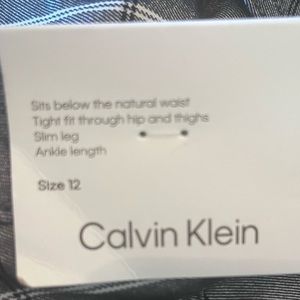 Sits below the natural waist
Tight fit through hip and thighs
Slim leg
Ankle length
Size 12
Calvin Klein